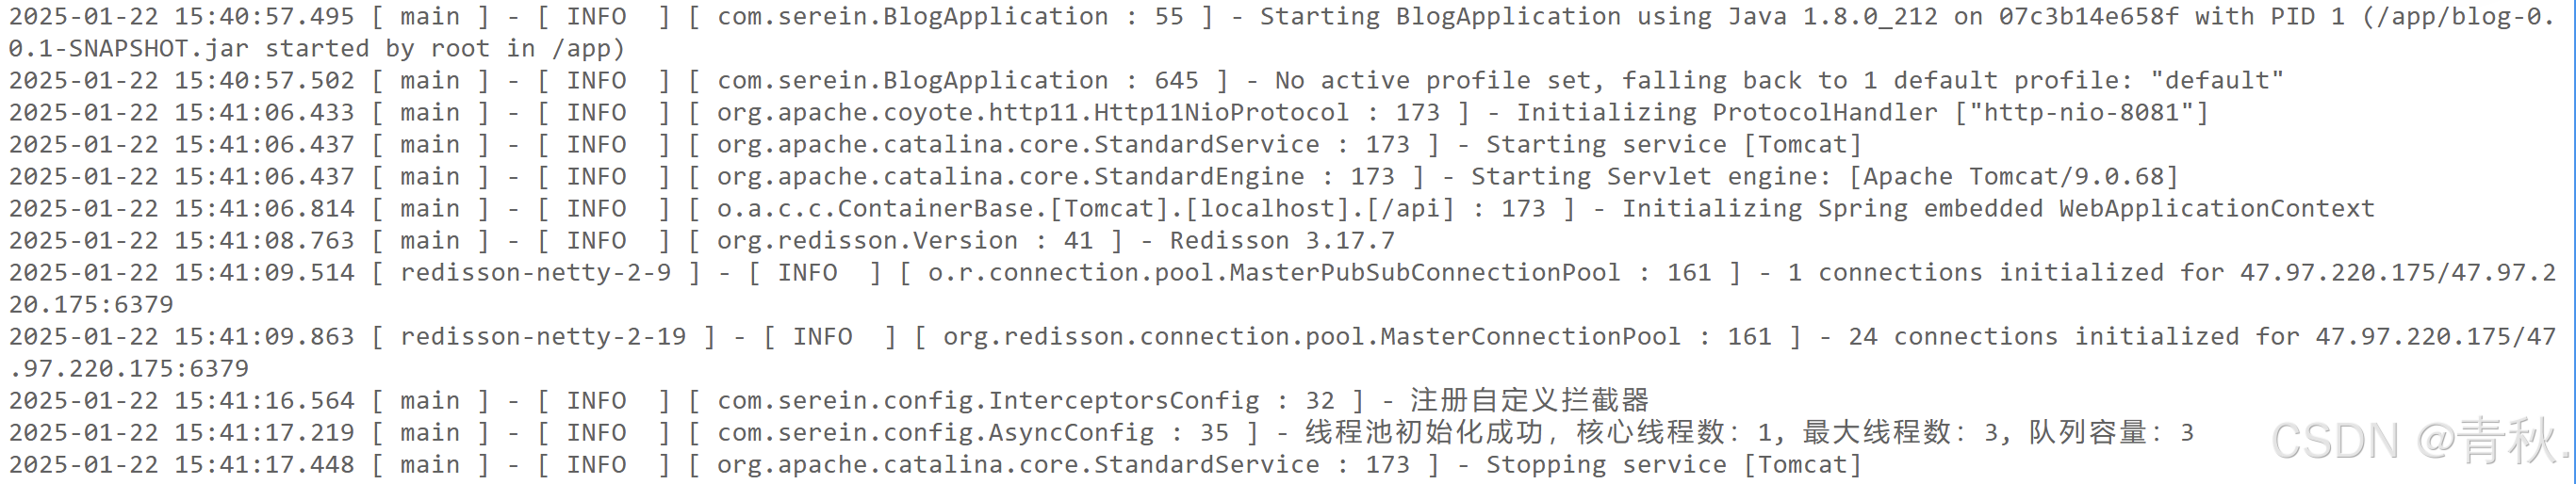 2025-01-22 15:40:57.495 [ main ] - [ INFO  ] [ com.serein.BlogApplication : 55 ] - Starting BlogApplication using Java 1.8.0_212 on 07c3b14e658f with PID 1 (/app/blog-0.
0.1-SNAPSHOT.jar started by root in /app)
2025-01-22 15:40:57.502 [ main ] - [ INFO  ] [ com.serein.BlogApplication : 645 ] - No active profile set, falling back to 1 default profile: "default"
2025-01-22 15:41:06.433 [ main ] - [ INFO  ] [ org.apache.coyote.http11.Http11NioProtocol : 173 ] - Initializing ProtocolHandler ["http-nio-8081"]
2025-01-22 15:41:06.437 [ main ] - [ INFO  ] [ org.apache.catalina.core.StandardService : 173 ] - Starting service [Tomcat]
2025-01-22 15:41:06.437 [ main ] - [ INFO  ] [ org.apache.catalina.core.StandardEngine : 173 ] - Starting Servlet engine: [Apache Tomcat/9.0.68]
2025-01-22 15:41:06.814 [ main ] - [ INFO  ] [ o.a.c.c.ContainerBase.[Tomcat].[localhost].[/api] : 173 ] - Initializing Spring embedded WebApplicationContext
2025-01-22 15:41:08.763 [ main ] - [ INFO  ] [ org.redisson.Version : 41 ] - Redisson 3.17.7
2025-01-22 15:41:09.514 [ redisson-netty-2-9 ] - [ INFO  ] [ o.r.connection.pool.MasterPubSubConnectionPool : 161 ] - 1 connections initialized for 47.97.220.175/47.97.2
20.175:6379
2025-01-22 15:41:09.863 [ redisson-netty-2-19 ] - [ INFO  ] [ org.redisson.connection.pool.MasterConnectionPool : 161 ] - 24 connections initialized for 47.97.220.175/47
.97.220.175:6379
2025-01-22 15:41:16.564 [ main ] - [ INFO  ] [ com.serein.config.InterceptorsConfig : 32 ] - 注册自定义拦截器
2025-01-22 15:41:17.219 [ main ] - [ INFO  ] [ com.serein.config.AsyncConfig : 35 ] - 线程池初始化成功，核心线程数：1, 最大线程数：3, 队列容量：3
2025-01-22 15:41:17.448 [ main ] - [ INFO  ] [ org.apache.catalina.core.StandardService : 173 ] - Stopping service [Tomcat]
CSDN @青秋.